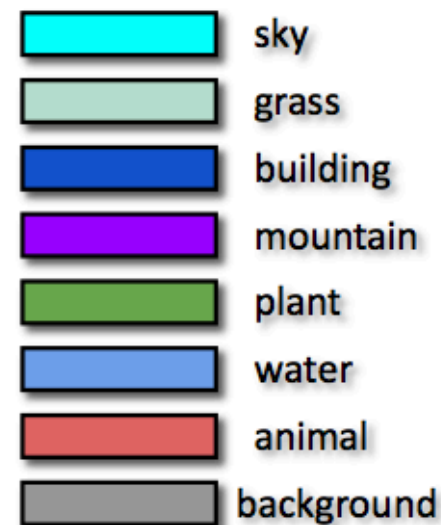 sky
grass
building
mountain
plant
water
animal
background